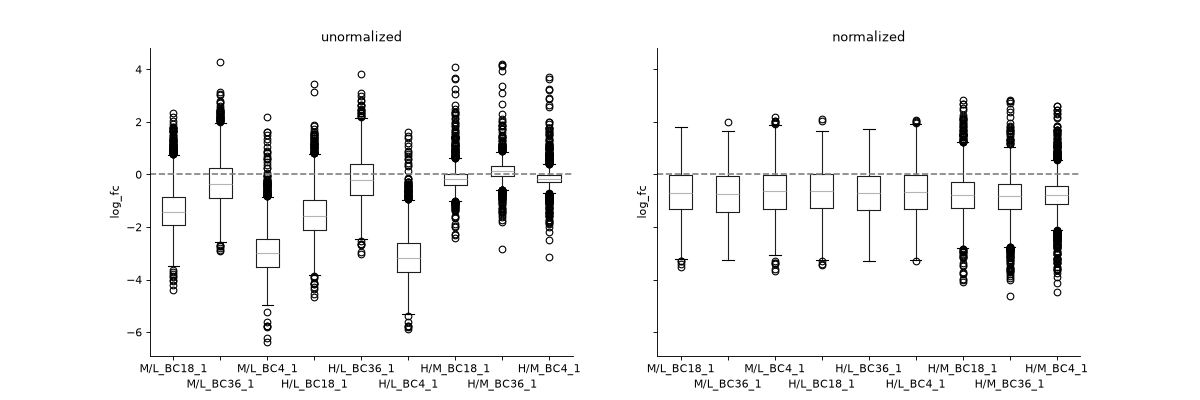 unormalized
log_fc
4
2
0
−2
−4
−6
M/L_BC18_1 M/L_BC4_1 H/L_BC36_1 H/M_BC18_1 H/M_BC4_1
M/L_BC36_1 H/L_BC18_1 H/L_BC4_1 H/M_BC36_1
normalized
log_fc
M/L_BC18_1 M/L_BC4_1 H/L_BC36_1 H/M_BC18_1 H/M_BC4_1
M/L_BC36_1 H/L_BC18_1 H/L_BC4_1 H/M_BC36_1